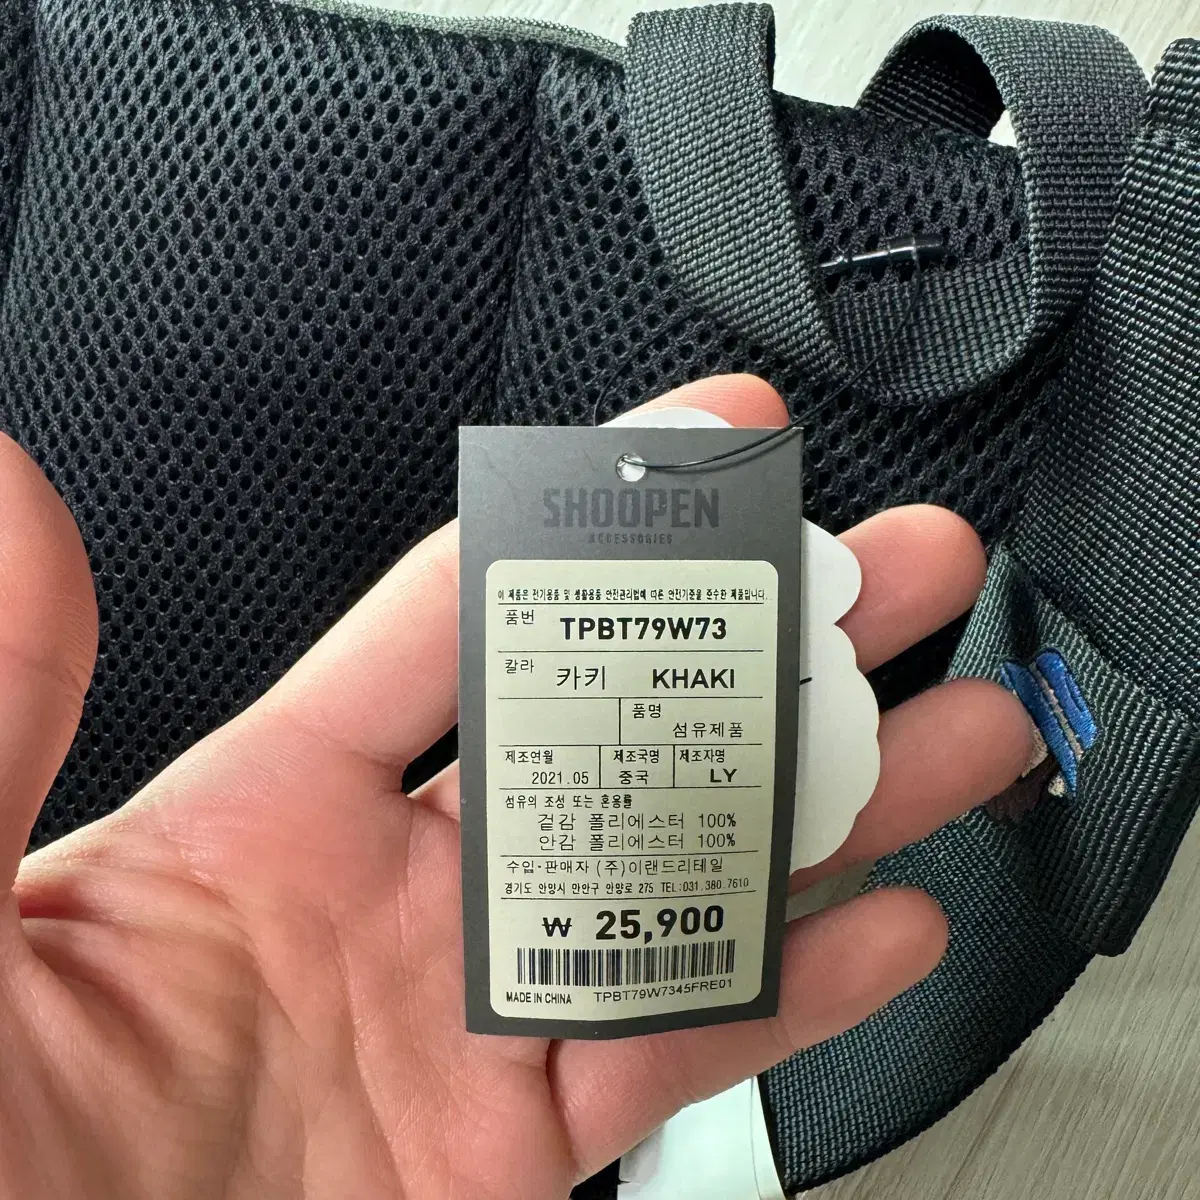 SHOOPEN
ACCESSORIES
이 제품은 전기용품 및 생활용품 안전관리법에 따른 안전기준을 준수한 제품입니다.
품번 TPBT79W73
칼라 카키 KHAKI
품명
섬유제품
제조연월 제조국명 제조자명
2021.05 중국 LY
섬유의 조성 또는 혼용률
겉감 폴리에스터 100%
안감 폴리에스터 100%
수입·판매자 (주)이랜드리테일
경기도 안양시 만안구 안양로 275 TEL:031.380.7610
₩ 25,900
MADE IN CHINA TPBT79W7345FRE01